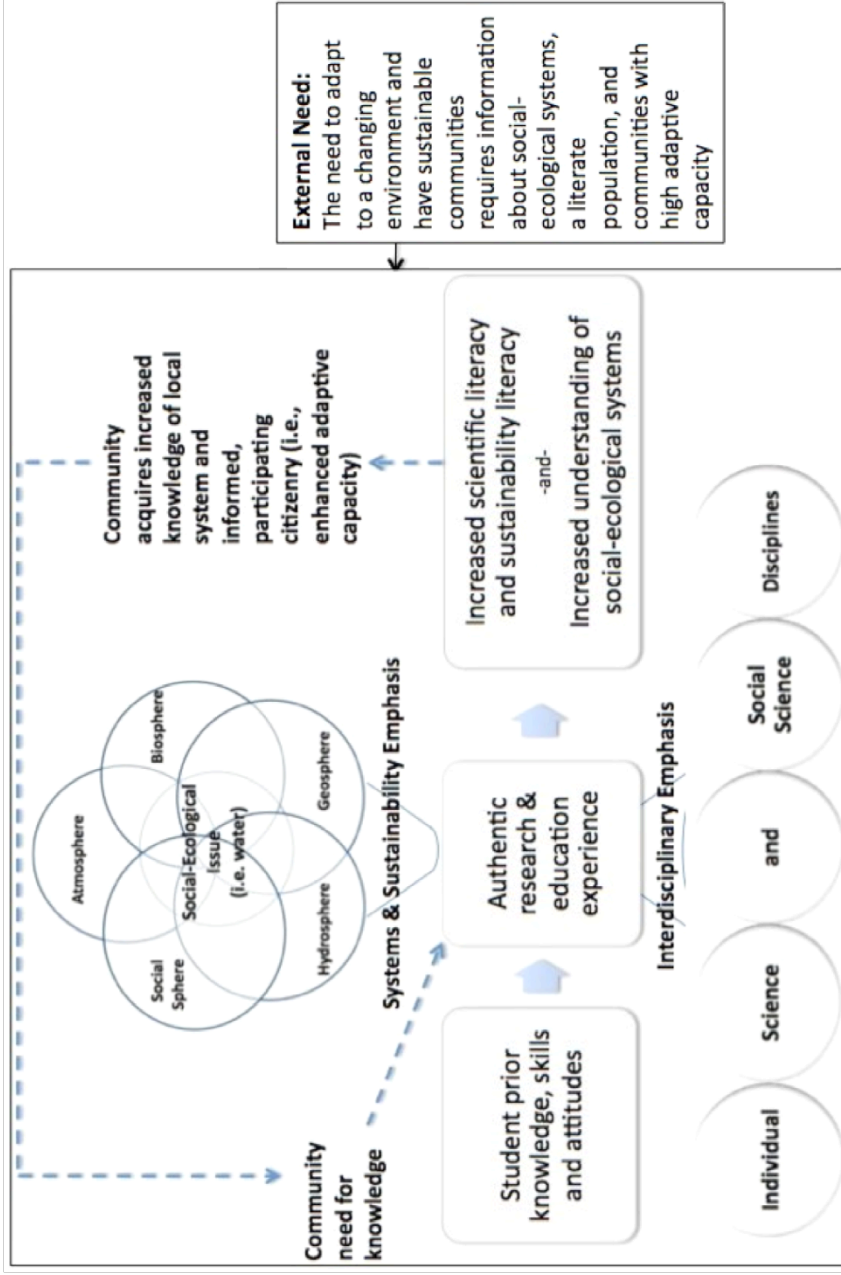 External Need:
The need to adapt
to a changing
environment and
have sustainable
communities
requires information
about social-
ecological systems,
a literate
population, and
communities with
high adaptive
capacity
Community
need for
knowledge
Atmosphere
Biosphere
Social
Sphere
Social-Ecological
Issue
(i.e. water)
Hydrosphere
Geosphere
Systems & Sustainability Emphasis
Community
acquires increased
knowledge of local
system and
informed,
participating
citizenry (i.e.,
enhanced adaptive
capacity)
Student prior
knowledge, skills
and attitudes
Authentic
research &
education
experience
Increased scientific literacy
and sustainability literacy
-and-
Increased understanding of
social-ecological systems
Interdisciplinary Emphasis
Individual
Science
and
Social
Science
Disciplines